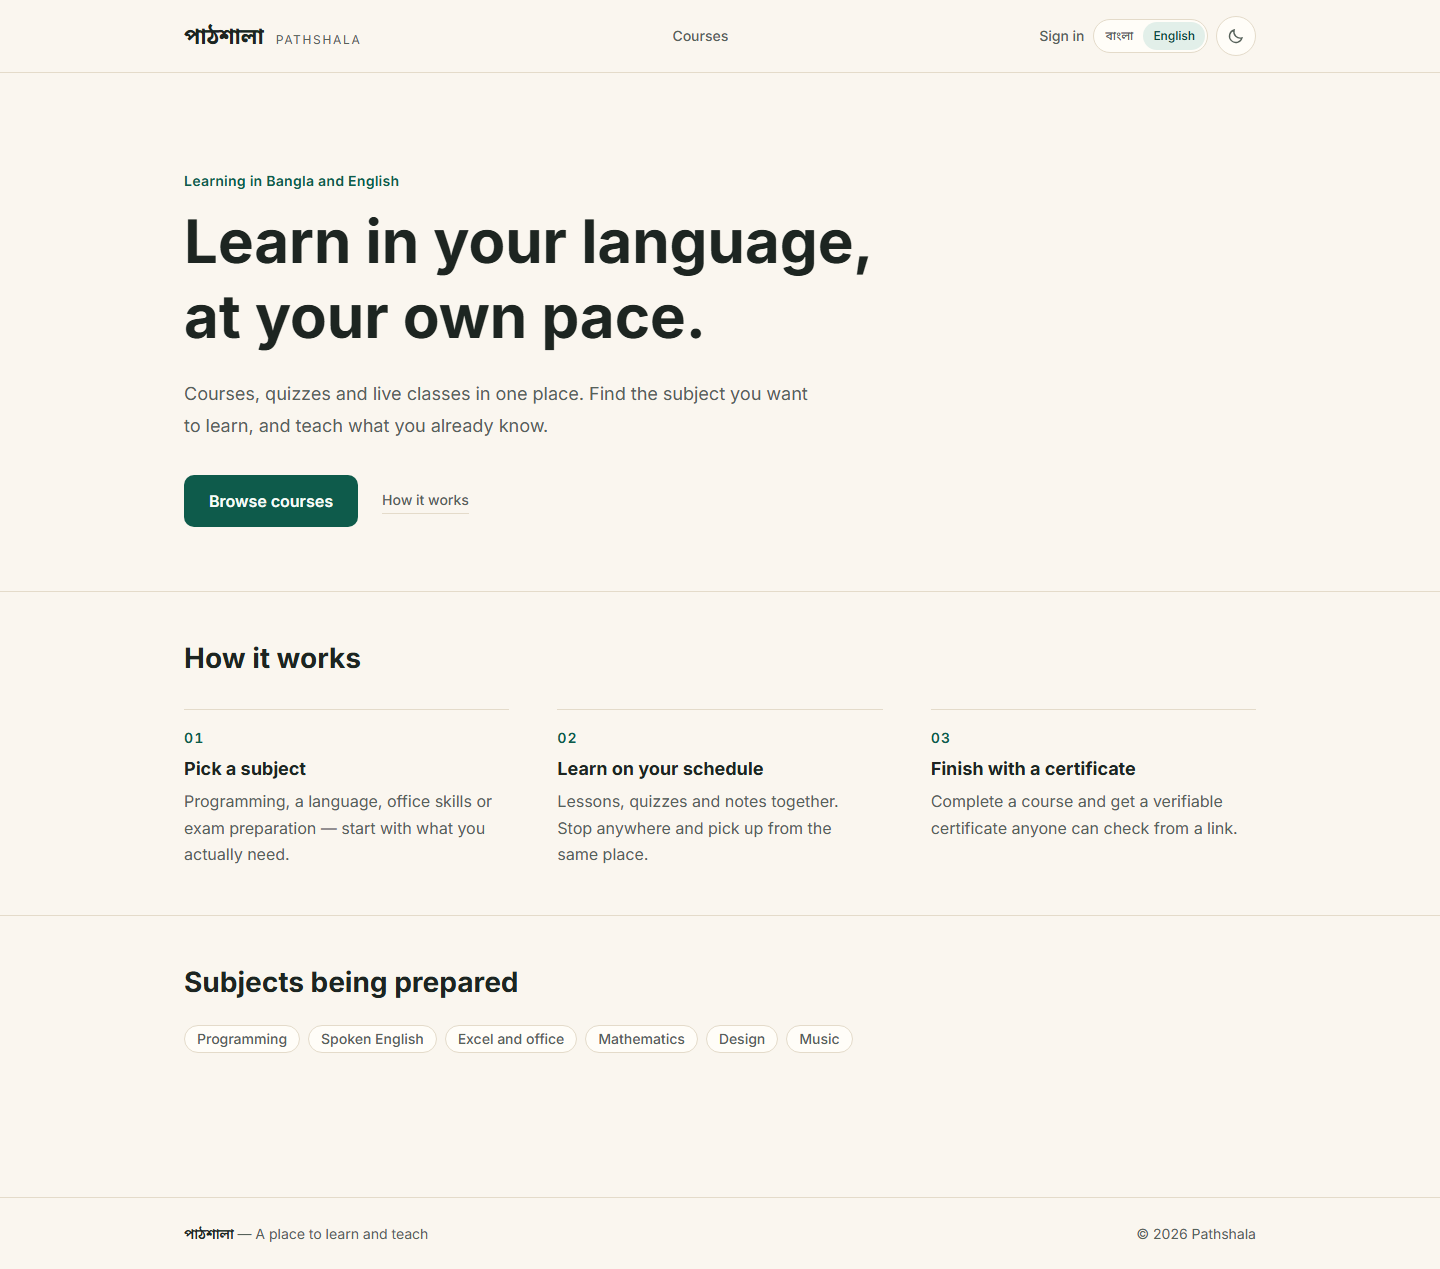 পাঠশালা PATHSHALA
Courses
Sign in
বাংলা
English
Learning in Bangla and English
Learn in your language,
at your own pace.
Courses, quizzes and live classes in one place. Find the subject you want
to learn, and teach what you already know.
Browse courses
How it works
How it works
01
Pick a subject
Programming, a language, office skills or
exam preparation — start with what you
actually need.
02
Learn on your schedule
Lessons, quizzes and notes together.
Stop anywhere and pick up from the
same place.
03
Finish with a certificate
Complete a course and get a verifiable
certificate anyone can check from a link.
Subjects being prepared
Programming
Spoken English
Excel and office
Mathematics
Design
Music
পাঠশালা — A place to learn and teach
© 2026 Pathshala